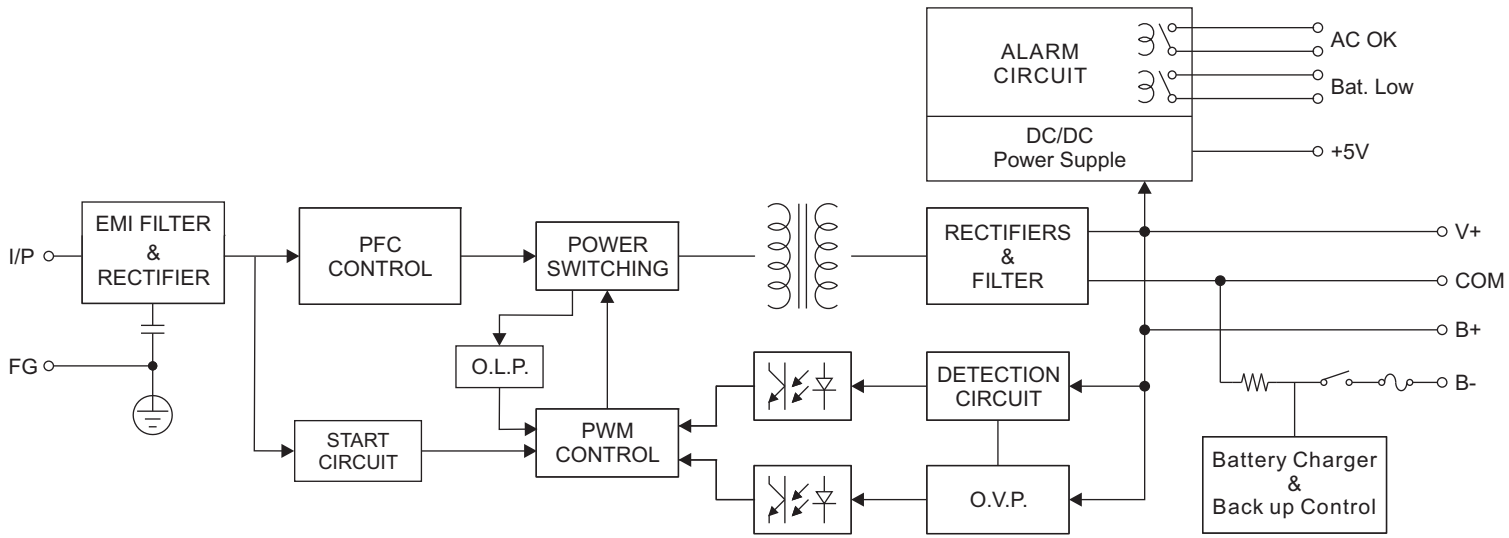 ALARM
CIRCUIT
AC OK
Bat. Low
DC/DC
Power Supply
+5V
I/P
EMI FILTER
&
RECTIFIER
PFC
CONTROL
POWER
SWITCHING
RECTIFIERS
&
FILTER
V+
COM
B+
B-
FG
O.L.P.
DETECTION
CIRCUIT
START
CIRCUIT
PWM
CONTROL
O.V.P.
Battery Charger
&
Back up Control